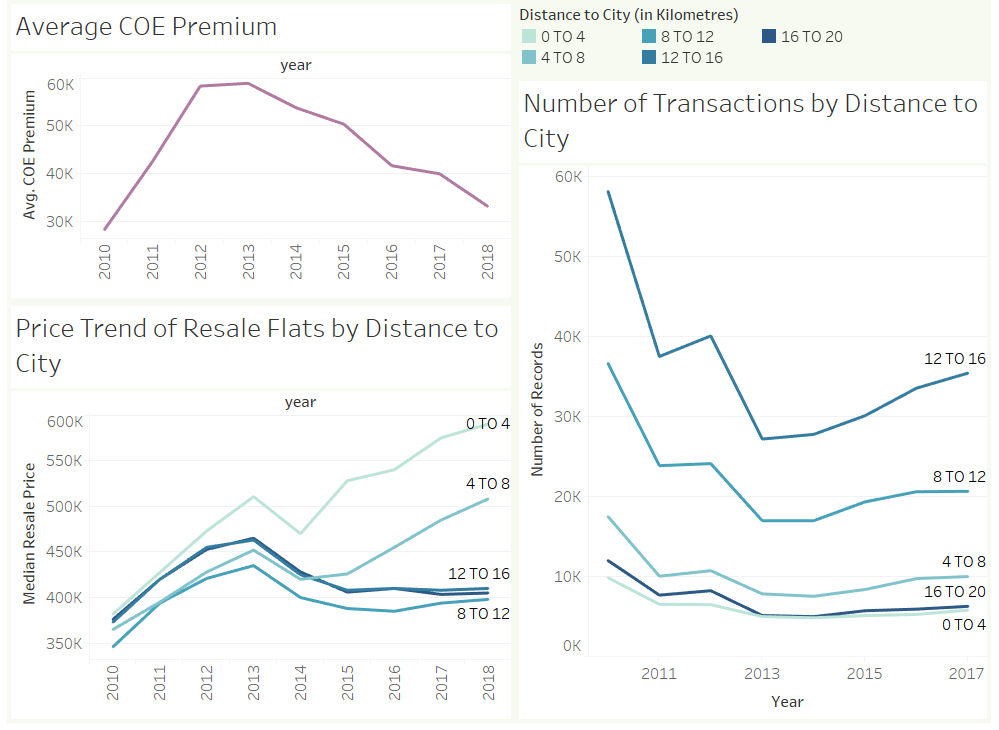 Average COE Premium
year
Avg. COE Premium
60K
50K
40K
30K
2010
2011
2012
2013
2014
2015
2016
2017
2018
Price Trend of Resale Flats by Distance to
City
year
Median Resale Price
600K
550K
500K
450K
400K
350K
0 TO 4
4 TO 8
12 TO 16
8 TO 12
2010
2011
2012
2013
2014
2015
2016
2017
2018
Distance to City (in Kilometres)
0 TO 4
8 TO 12
16 TO 20
4 TO 8
12 TO 16
Number of Transactions by Distance to
City
Number of Records
60K
50K
40K
30K
20K
10K
0K
12 TO 16
8 TO 12
4 TO 8
16 TO 20
0 TO 4
2011
2013
2015
2017
Year